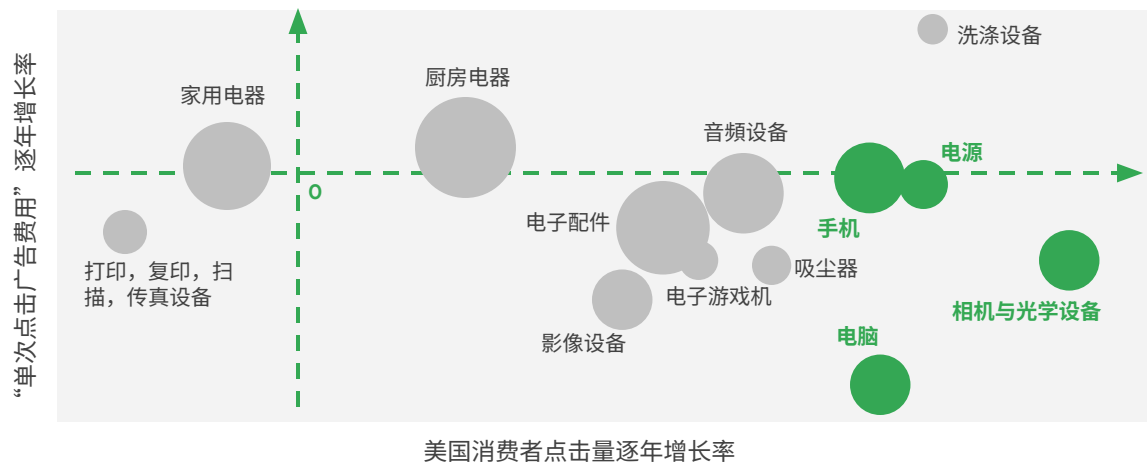 洗涤设备
厨房电器
家用电器
音頻设备
电源
O
电子配件
手机
打印，复印，扫
描，传真设备
吸尘器
电子游戏机
相机与光学设备
影像设备
电脑
“单次点击广告费用” 逐年增长率
美国消费者点击量逐年增长率